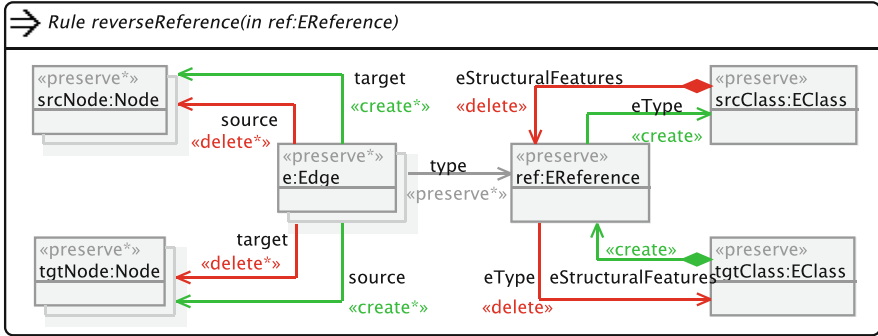 Rule reverseReference(in ref:EReference)
«preserve*»
srcNode:Node
target
«create*»
source
«delete*»
eStructuralFeatures
«delete»
eType
«create»
«preserve»
srcClass:EClass
«preserve*»
e:Edge
type
«preserve*»
«preserve»
ref:EReference
«preserve*»
tgtNode:Node
target
«delete*»
source
«create*»
eType
«delete»
«create»
eStructuralFeatures
«preserve»
tgtClass:EClass